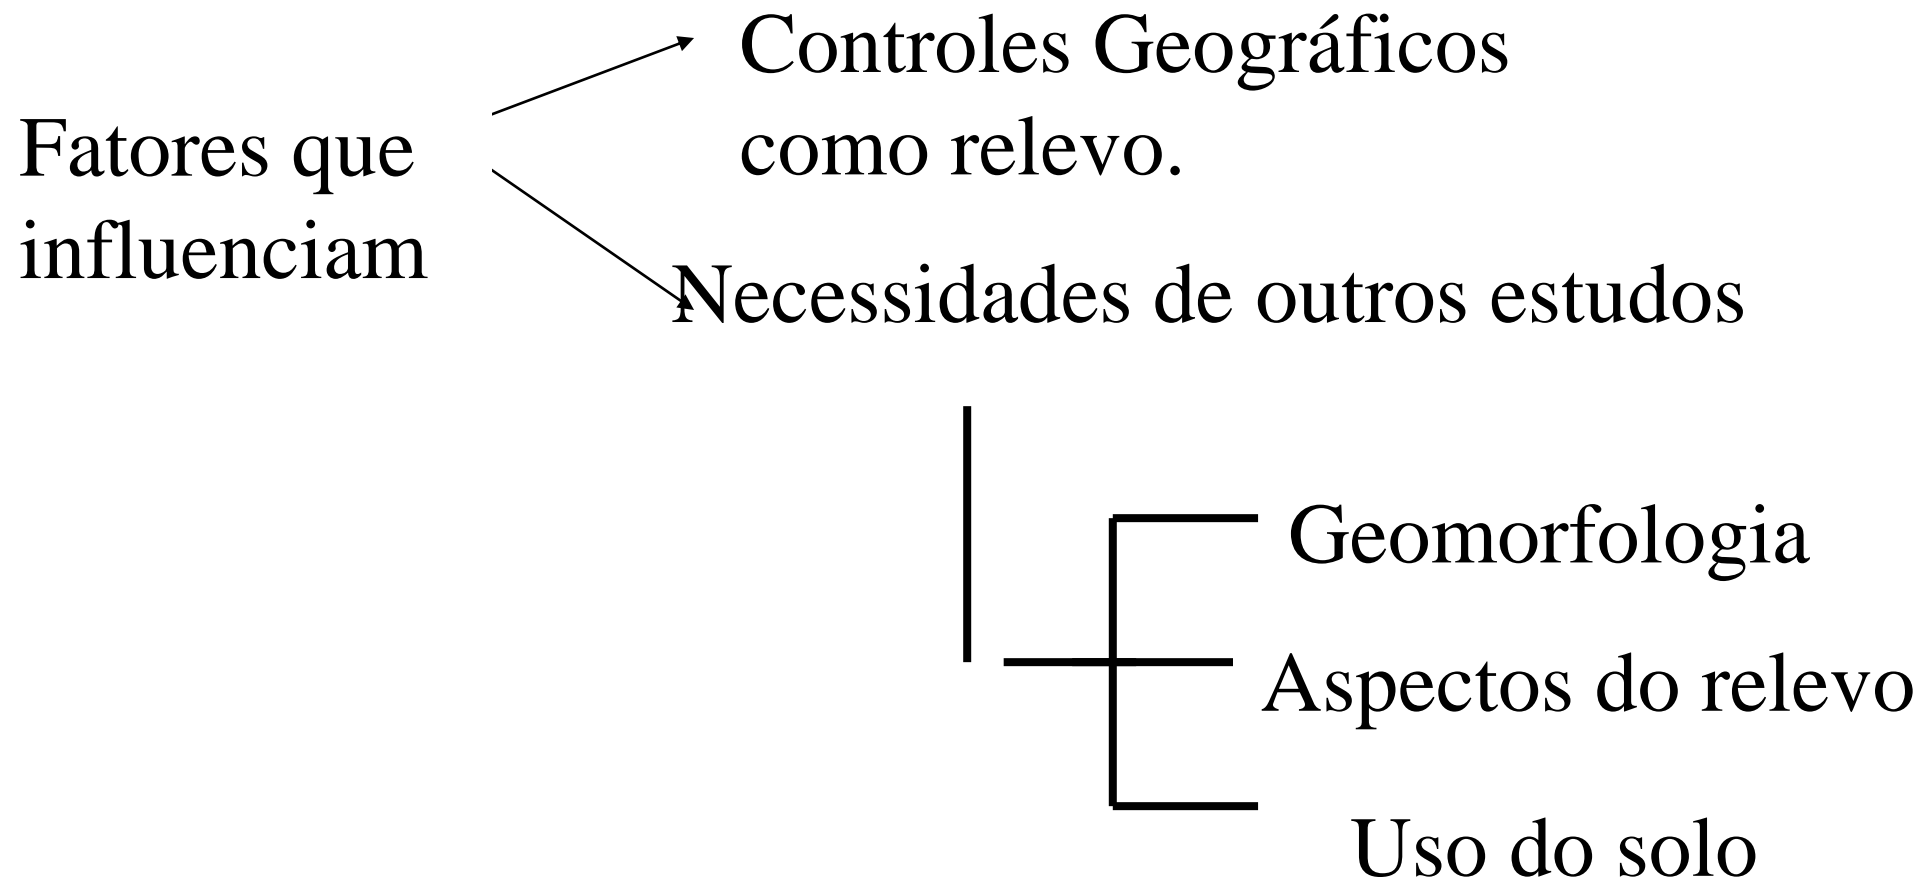 Fatores que
influenciam
Controles Geográficos
como relevo.
Necessidades de outros estudos
Geomorfologia
Aspectos do relevo
Uso do solo